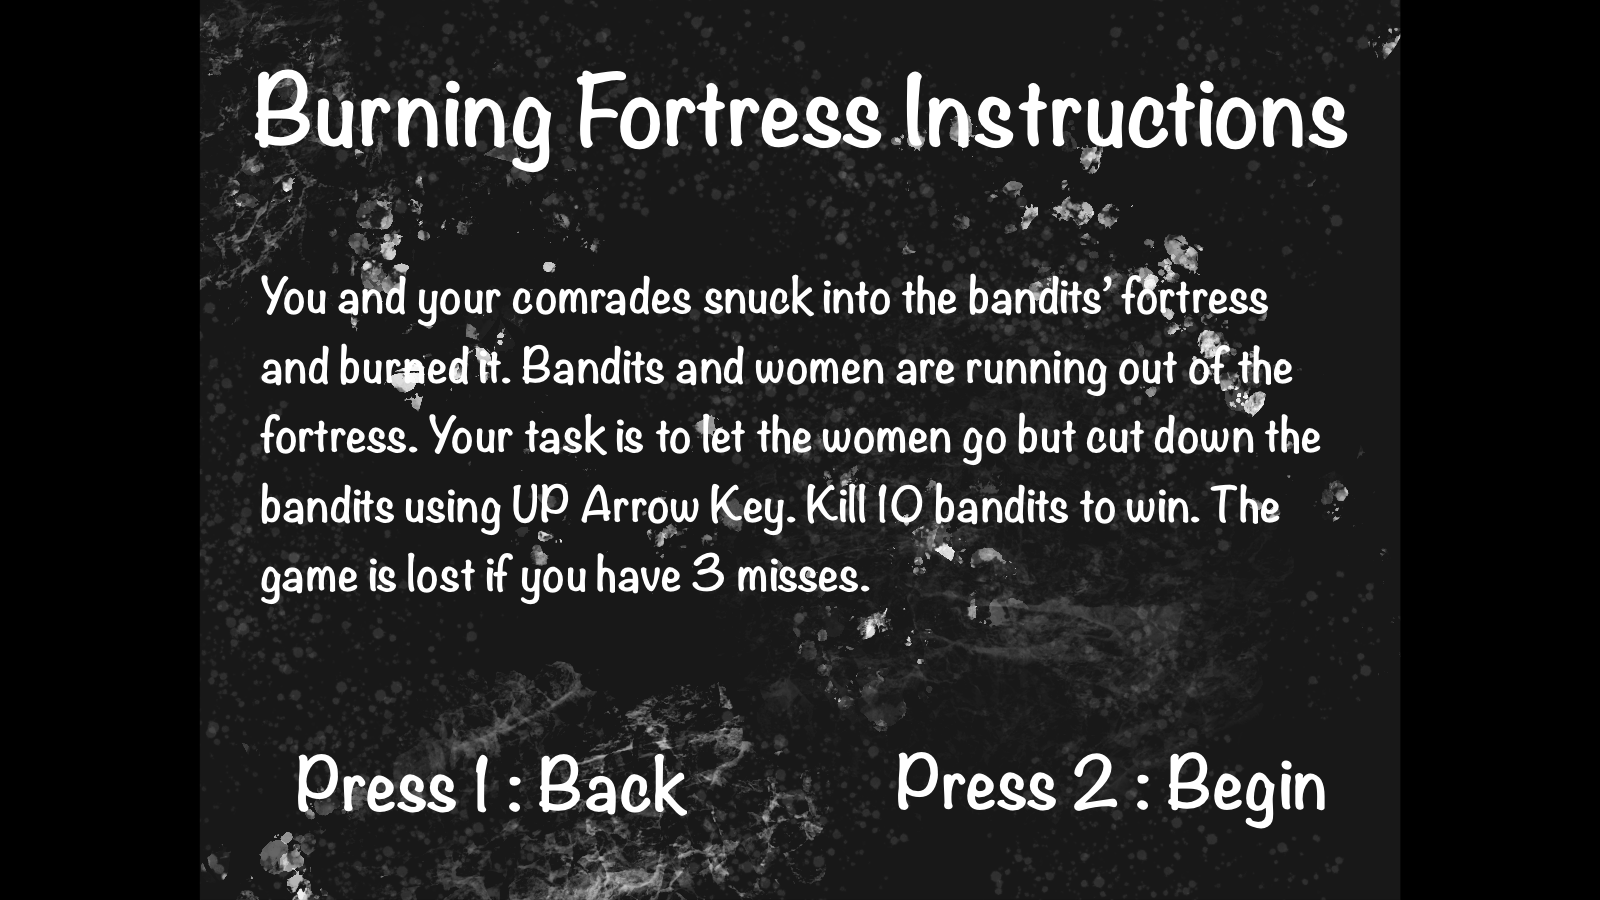 Burning Fortress Instructions
You and your comrades snuck into the bandits’ fortress
and burned it. Bandits and women are running out of the
fortress. Your task is to let the women go but cut down the
bandits using UP Arrow Key. Kill 10 bandits to win. The
game is lost if you have 3 misses.
Press 1 : Back
Press 2 : Begin